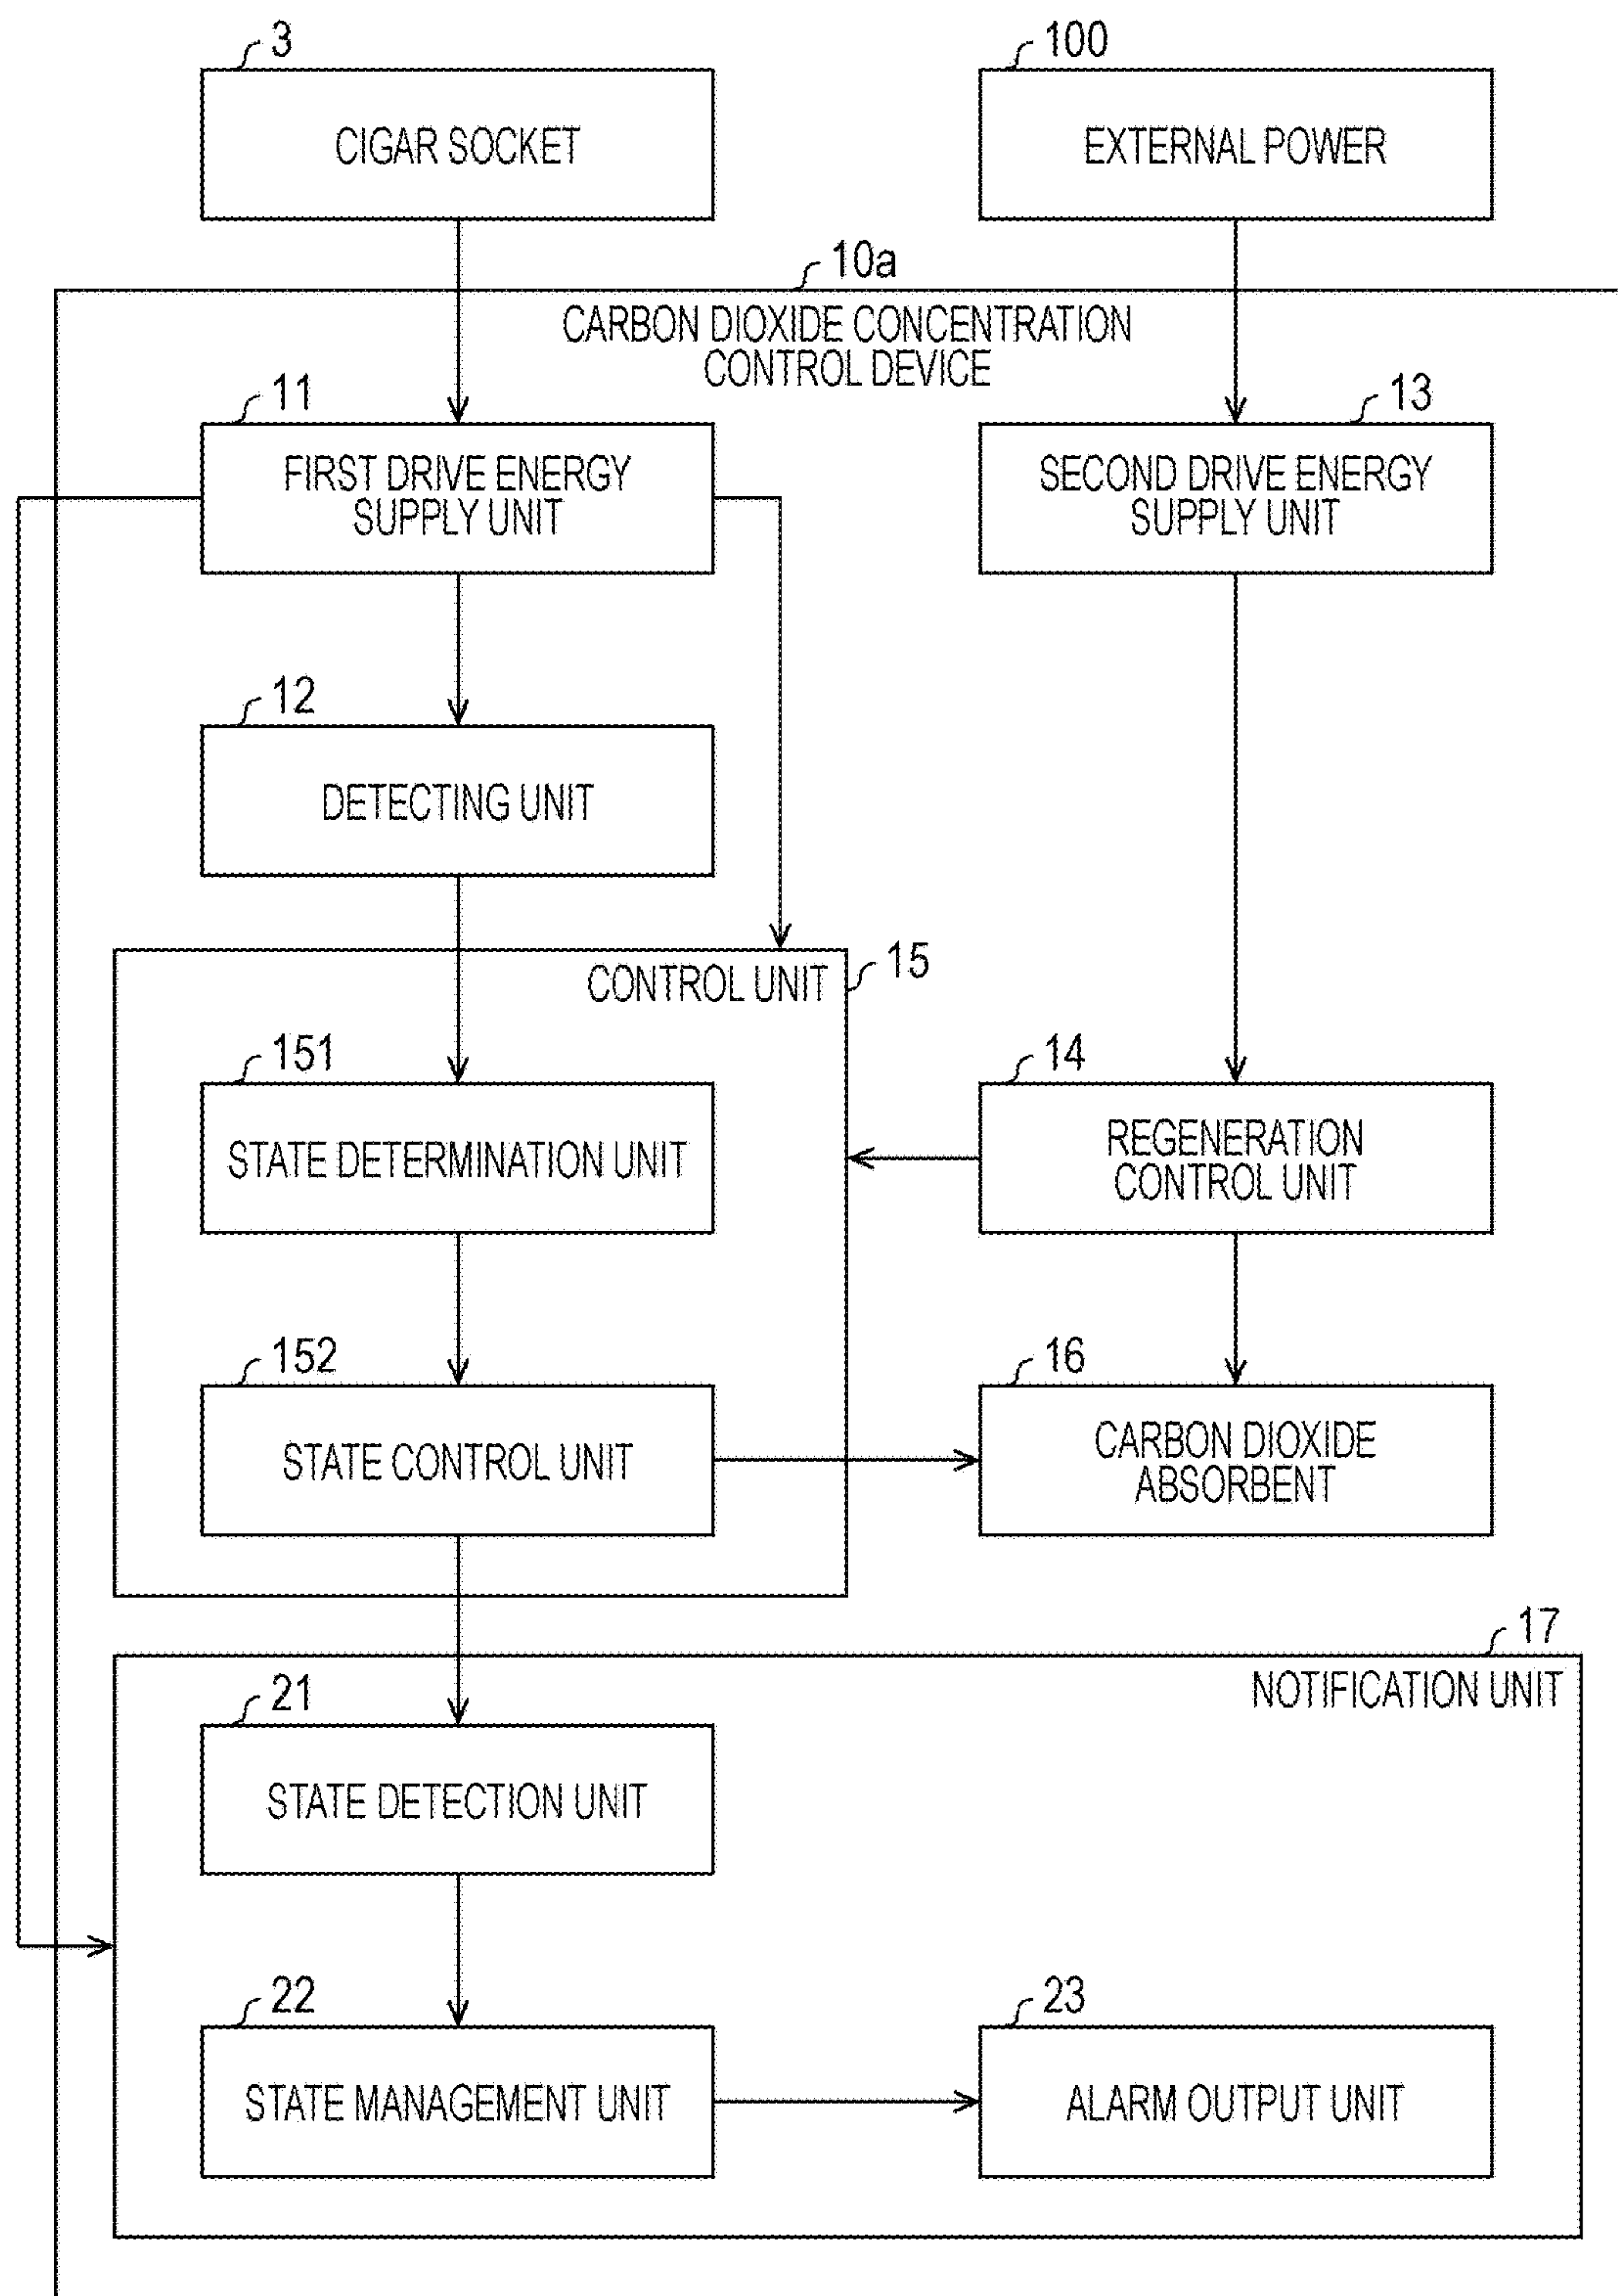 3
CIGAR SOCKET
100
EXTERNAL POWER
10a
CARBON DIOXIDE CONCENTRATION
CONTROL DEVICE
11
FIRST DRIVE ENERGY
SUPPLY UNIT
13
SECOND DRIVE ENERGY
SUPPLY UNIT
12
DETECTING UNIT
CONTROL UNIT
15
151
STATE DETERMINATION UNIT
14
REGENERATION
CONTROL UNIT
152
STATE CONTROL UNIT
16
CARBON DIOXIDE
ABSORBENT
17
NOTIFICATION UNIT
21
STATE DETECTION UNIT
22
STATE MANAGEMENT UNIT
23
ALARM OUTPUT UNIT